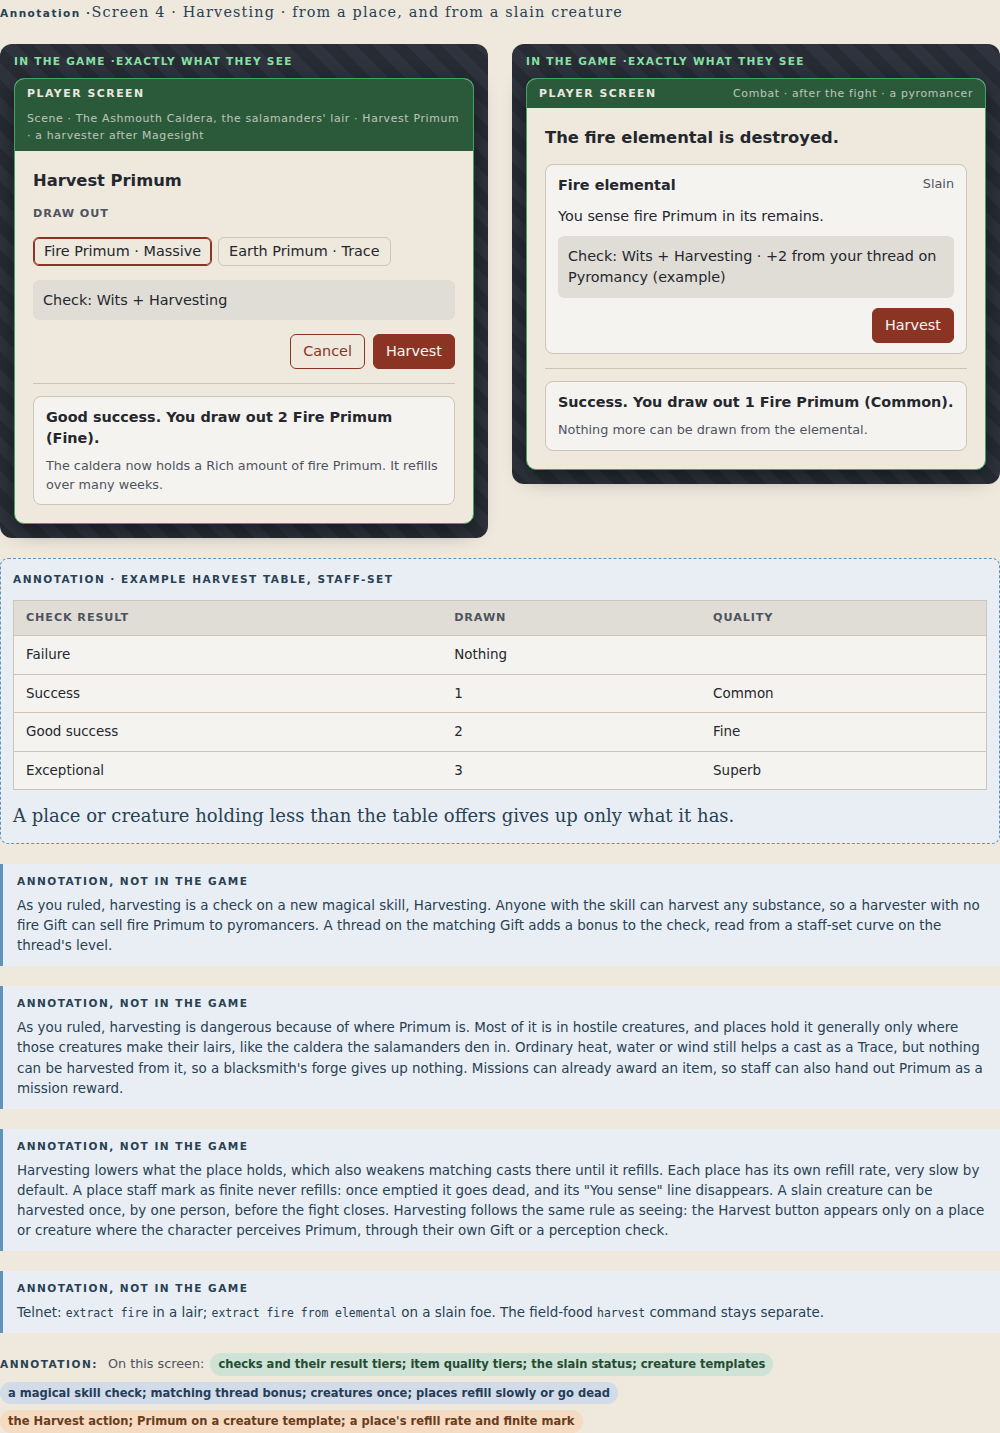 Annotation ·Screen 4 · Harvesting · from a place, and from a slain creature
IN THE GAME ·EXACTLY WHAT THEY SEE
PLAYER SCREEN
Scene · The Ashmouth Caldera, the salamanders' lair · Harvest Primum
· a harvester after Magesight
Harvest Primum
DRAW OUT
Fire Primum · Massive
Earth Primum · Trace
Check: Wits + Harvesting
Cancel
Harvest
Good success. You draw out 2 Fire Primum
(Fine).
The caldera now holds a Rich amount of fire Primum. It refills
over many weeks.
IN THE GAME ·EXACTLY WHAT THEY SEE
PLAYER SCREEN
Combat · after the fight · a pyromancer
The fire elemental is destroyed.
Fire elemental
Slain
You sense fire Primum in its remains.
Check: Wits + Harvesting · +2 from your thread on
Pyromancy (example)
Harvest
Success. You draw out 1 Fire Primum (Common).
Nothing more can be drawn from the elemental.
ANNOTATION · EXAMPLE HARVEST TABLE, STAFF-SET
CHECK RESULT DRAWN QUALITY
Failure Nothing
Success 1 Common
Good success 2 Fine
Exceptional 3 Superb
A place or creature holding less than the table offers gives up only what it has.
ANNOTATION, NOT IN THE GAME
As you ruled, harvesting is a check on a new magical skill, Harvesting. Anyone with the skill can harvest any substance, so a harvester with no
fire Gift can sell fire Primum to pyromancers. A thread on the matching Gift adds a bonus to the check, read from a staff-set curve on the
thread's level.
ANNOTATION, NOT IN THE GAME
As you ruled, harvesting is dangerous because of where Primum is. Most of it is in hostile creatures, and places hold it generally only where
those creatures make their lairs, like the caldera the salamanders den in. Ordinary heat, water or wind still helps a cast as a Trace, but nothing
can be harvested from it, so a blacksmith's forge gives up nothing. Missions can already award an item, so staff can also hand out Primum as a
mission reward.
ANNOTATION, NOT IN THE GAME
Harvesting lowers what the place holds, which also weakens matching casts there until it refills. Each place has its own refill rate, very slow by
default. A place staff mark as finite never refills: once emptied it goes dead, and its "You sense" line disappears. A slain creature can be
harvested once, by one person, before the fight closes. Harvesting follows the same rule as seeing: the Harvest button appears only on a place
or creature where the character perceives Primum, through their own Gift or a perception check.
ANNOTATION, NOT IN THE GAME
Telnet: extract fire in a lair; extract fire from elemental on a slain foe. The field-food harvest command stays separate.
ANNOTATION: On this screen: checks and their result tiers; item quality tiers; the slain status; creature templates
a magical skill check; matching thread bonus; creatures once; places refill slowly or go dead
the Harvest action; Primum on a creature template; a place's refill rate and finite mark